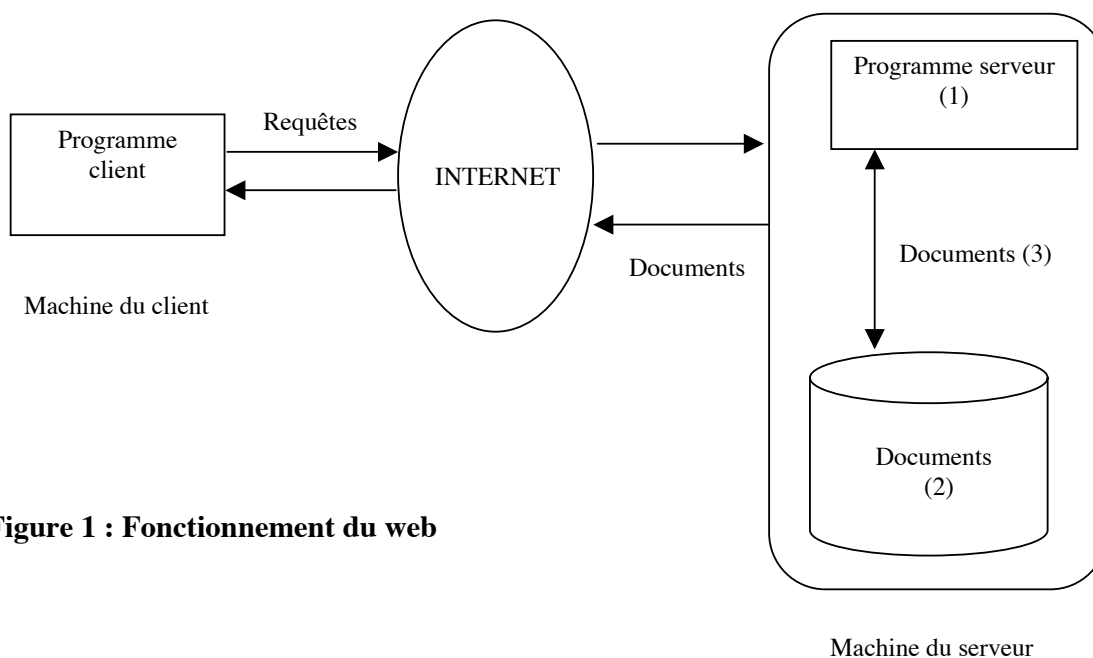 Programme serveur
(1)
Requêtes
Programme
client
INTERNET
Documents (3)
Documents
Machine du client
Documents
(2)
igure 1 : Fonctionnement du web
Machine du serveur